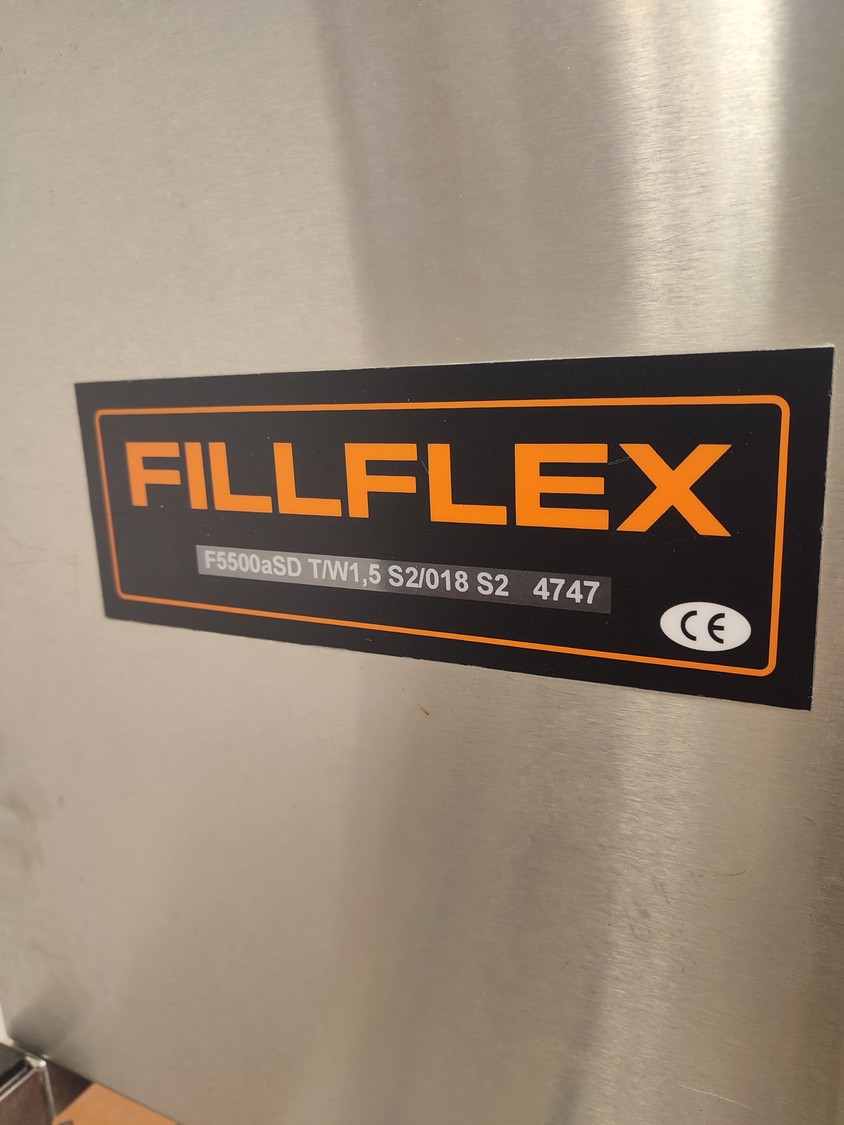 FILLFLEX
F5500aSD T/W1,5 S2/018 S2 4747
CE